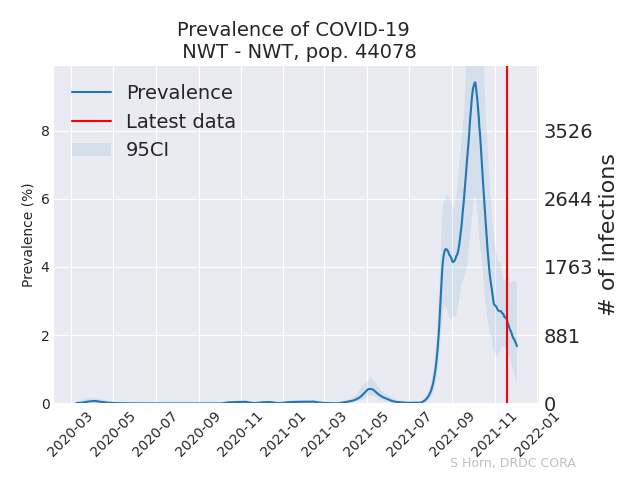 Prevalence of COVID-19
NWT - NWT, pop. 44078
Prevalence
Latest data
95CI
Prevalence (%)
8
6
4
2
0
3526
2644
1763
881
0
# of infections
2020-03
2020-05
2020-07
2020-09
2020-11
2021-01
2021-03
2021-05
2021-07
2021-09
2021-11
2022-01
S Horn, DRDC CORA